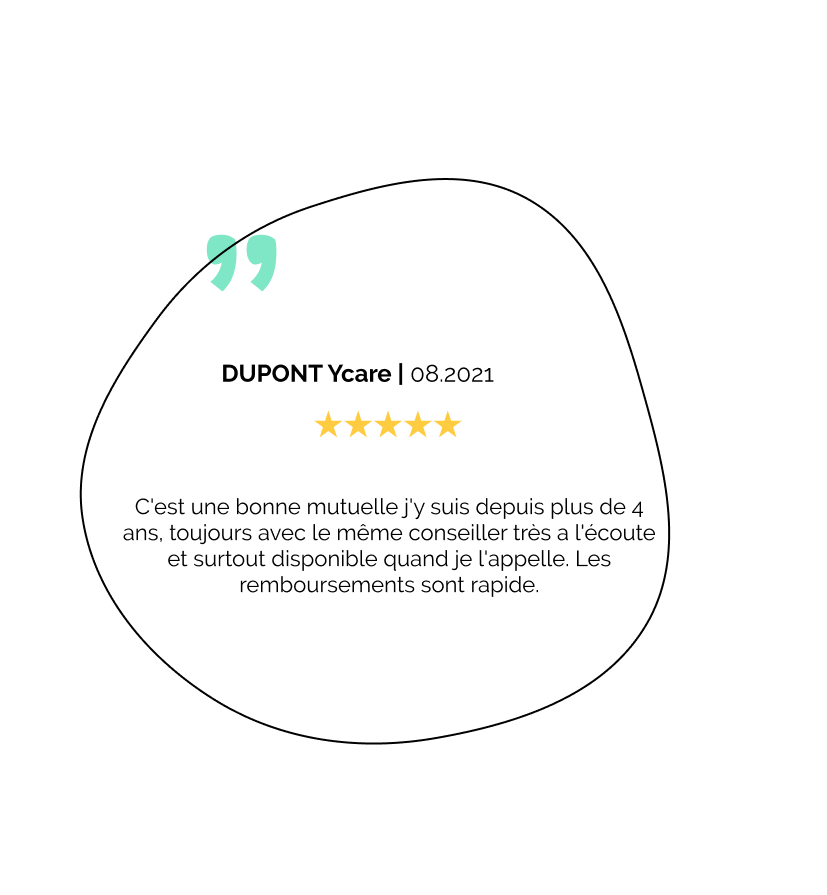 DUPONT Ycare | 08.2021
C'est une bonne mutuelle j'y suis depuis plus de 4
ans, toujours avec le même conseiller très a l'écoute
et surtout disponible quand je l'appelle. Les
remboursements sont rapide.